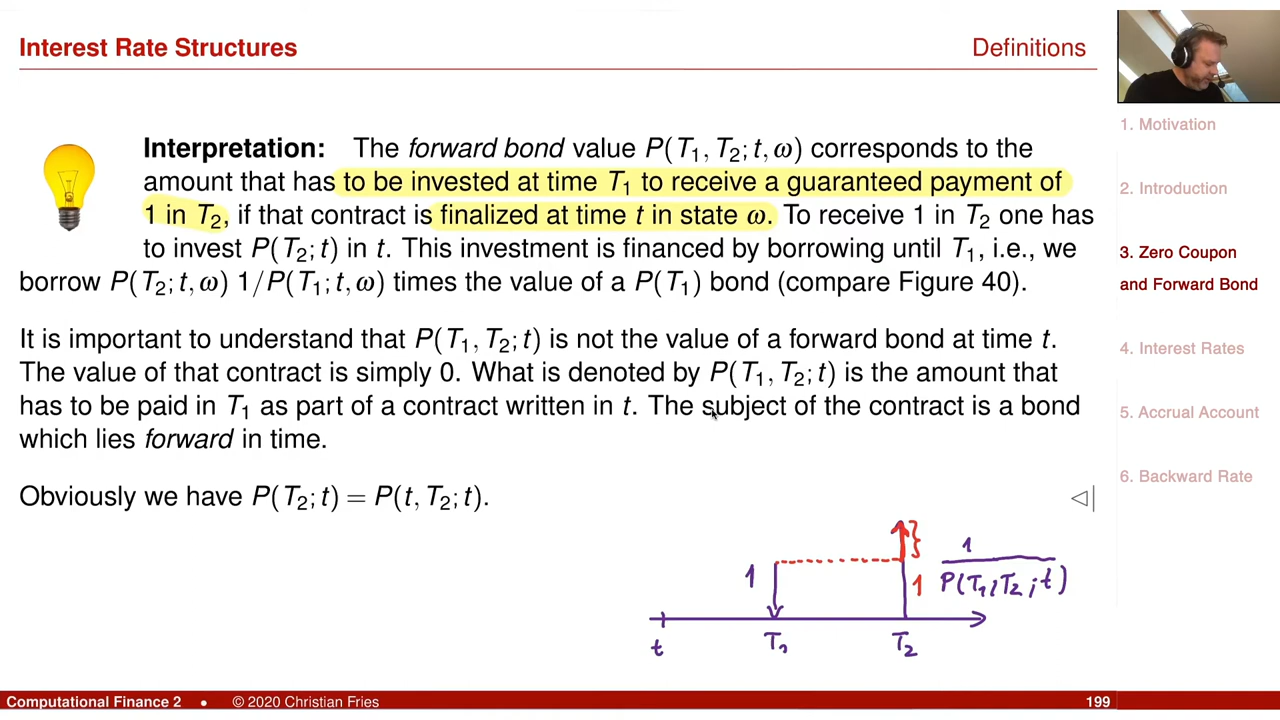 Interest Rate Structures
Definitions
Interpretation: The forward bond value P(T₁, T₂; t, ω) corresponds to the
amount that has to be invested at time T₁ to receive a guaranteed payment of
1 in T₂, if that contract is finalized at time t in state ω. To receive 1 in T₂ one has
to invest P(T₂; t) in t. This investment is financed by borrowing until T₁, i.e., we
borrow P(T₂; t, ω) 1/P(T₁; t, ω) times the value of a P(T₁) bond (compare Figure 40).
It is important to understand that P(T₁, T₂; t) is not the value of a forward bond at time t.
The value of that contract is simply 0. What is denoted by P(T₁, T₂; t) is the amount that
has to be paid in T₁ as part of a contract written in t. The subject of the contract is a bond
which lies forward in time.
Obviously we have P(T₂; t) = P(t, T₂; t).
1
1
1
P(T₁, T₂; t)
t
T₁
T₂
1. Motivation
2. Introduction
3. Zero Coupon
and Forward Bond
4. Interest Rates
5. Accrual Account
6. Backward Rate
Computational Finance 2 • © 2020 Christian Fries
199